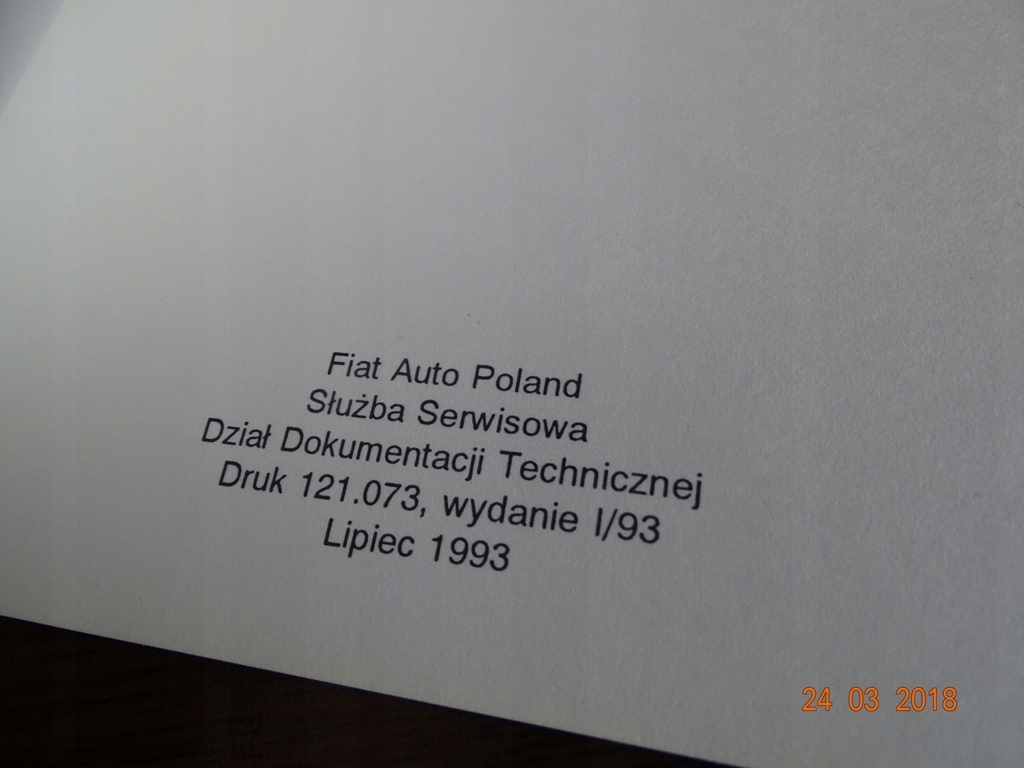 Fiat Auto Poland
Służba Serwisowa
Dział Dokumentacji Technicznej
Druk 121.073, wydanie I/93
Lipiec 1993
24 03 2018